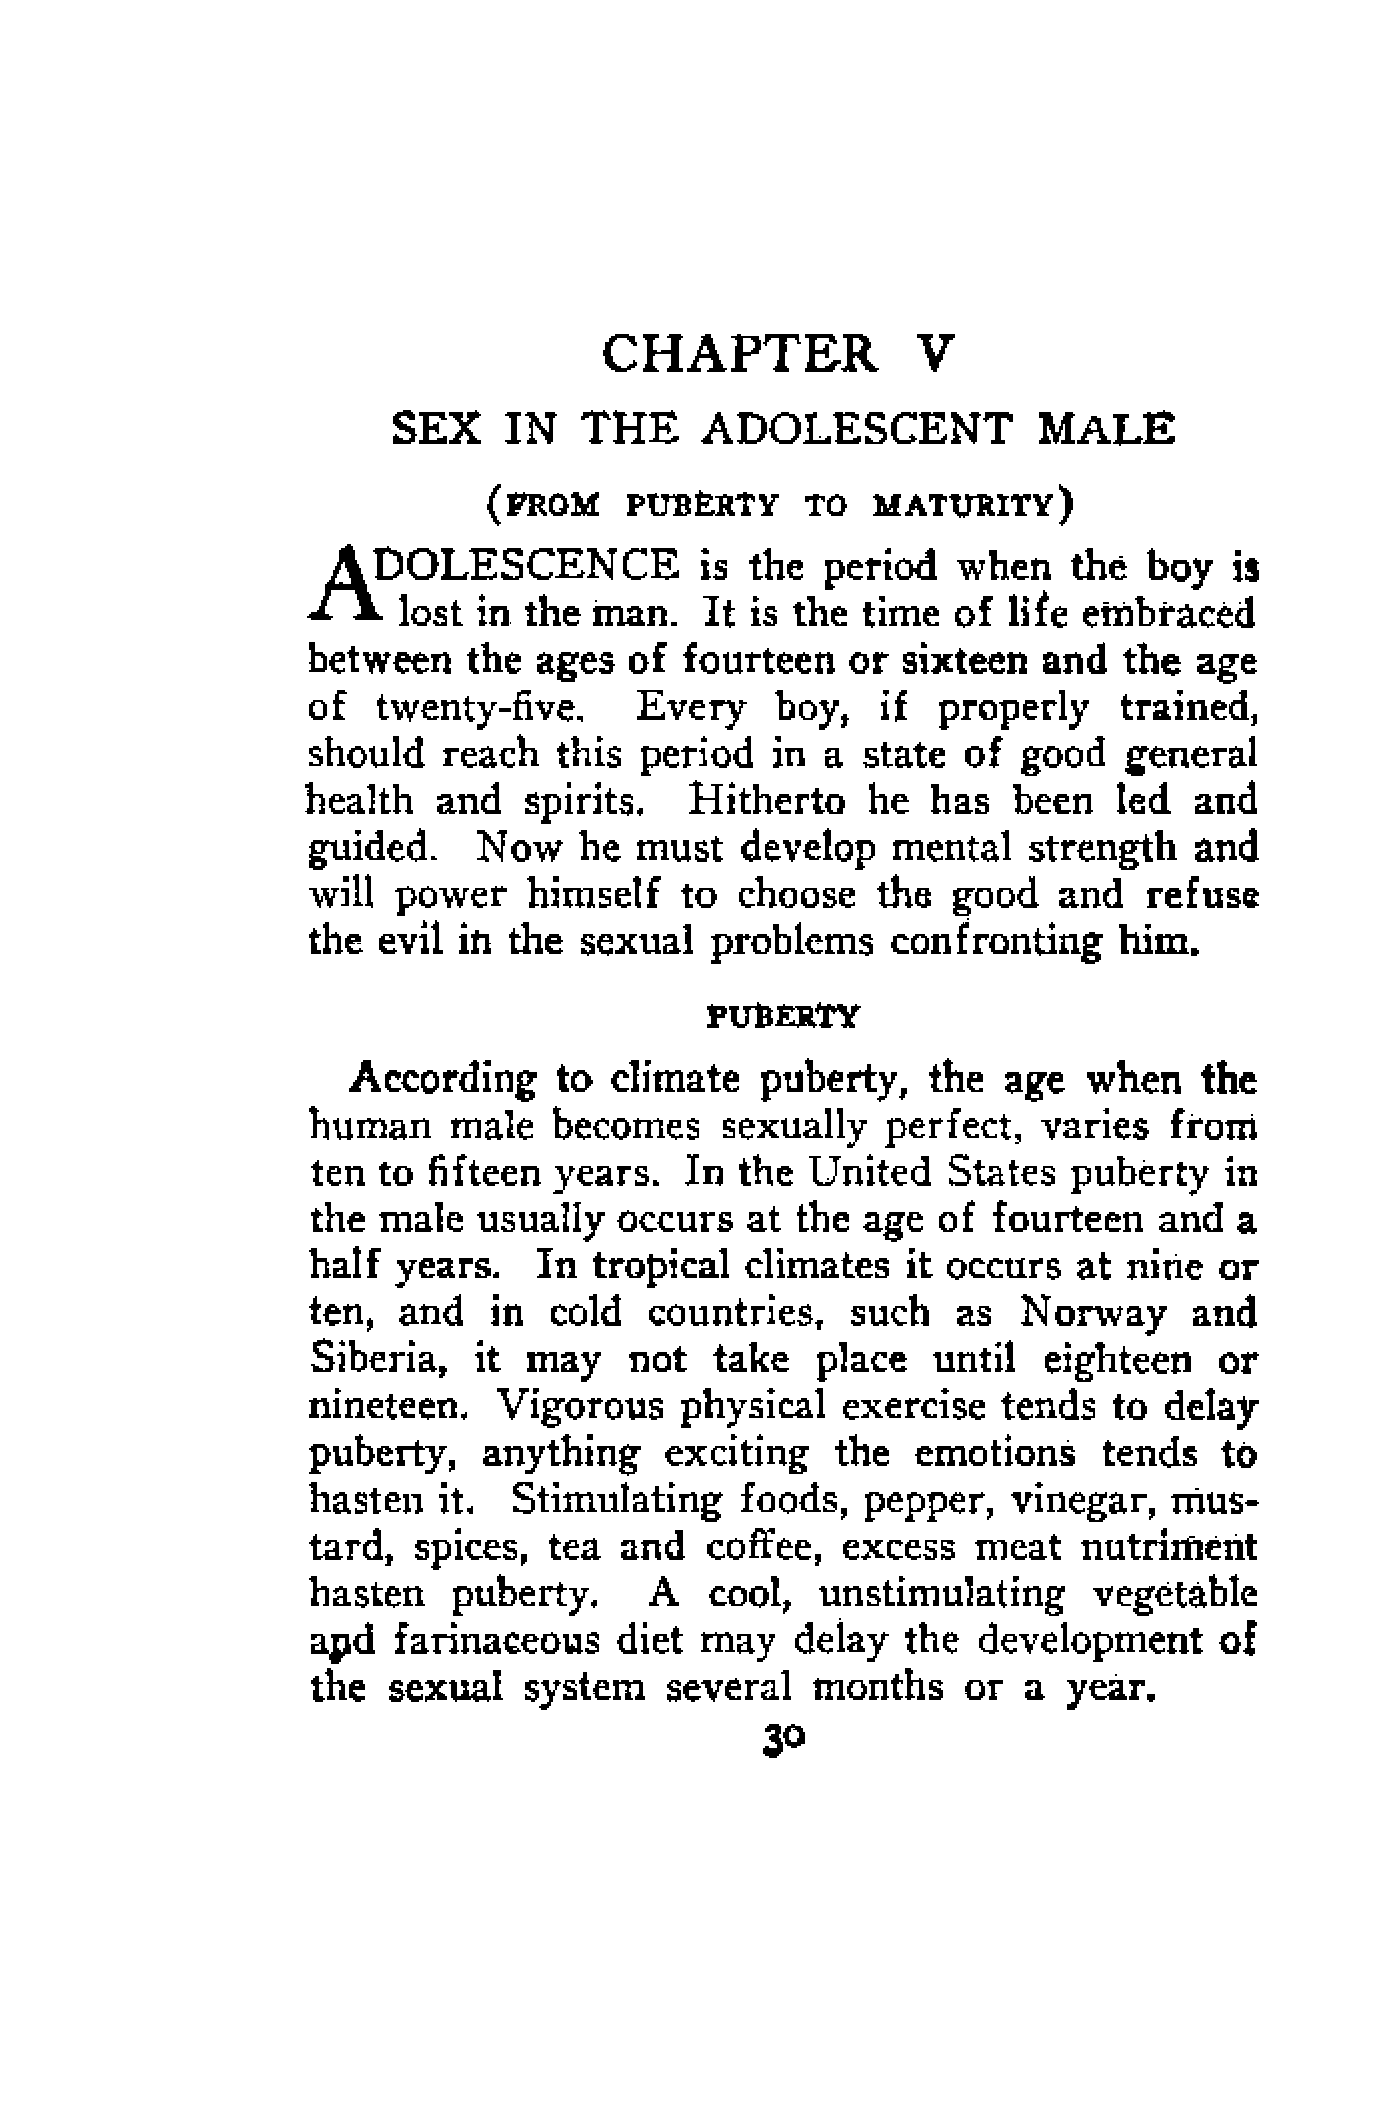 CHAPTER V
SEX IN THE ADOLESCENT MALE
(FROM PUBERTY TO MATURITY)
ADOLESCENCE is the period when the boy is
lost in the man. It is the time of life embraced
between the ages of fourteen or sixteen and the age
of twenty-five. Every boy, if properly trained,
should reach this period in a state of good general
health and spirits. Hitherto he has been led and
guided. Now he must develop mental strength and
will power himself to choose the good and refuse
the evil in the sexual problems confronting him.
PUBERTY
According to climate puberty, the age when the
human male becomes sexually perfect, varies from
ten to fifteen years. In the United States puberty in
the male usually occurs at the age of fourteen and a
half years. In tropical climates it occurs at nine or
ten, and in cold countries, such as Norway and
Siberia, it may not take place until eighteen or
nineteen. Vigorous physical exercise tends to delay
puberty, anything exciting the emotions tends to
hasten it. Stimulating foods, pepper, vinegar, mus-
tard, spices, tea and coffee, excess meat nutriment
hasten puberty. A cool, unstimulating vegetable
and farinaceous diet may delay the development of
the sexual system several months or a year.
30